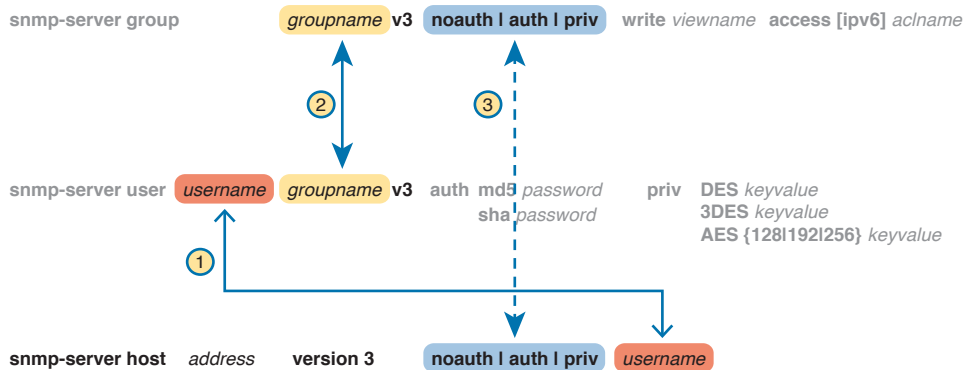 snmp-server group groupname v3 noauth | auth | priv write viewname access [ipv6] aclname
2 3
snmp-server user username groupname v3 auth md5 password priv DES keyvalue
sha password 3DES keyvalue
AES {128|192|256} keyvalue
1
snmp-server host address version 3 noauth | auth | priv username